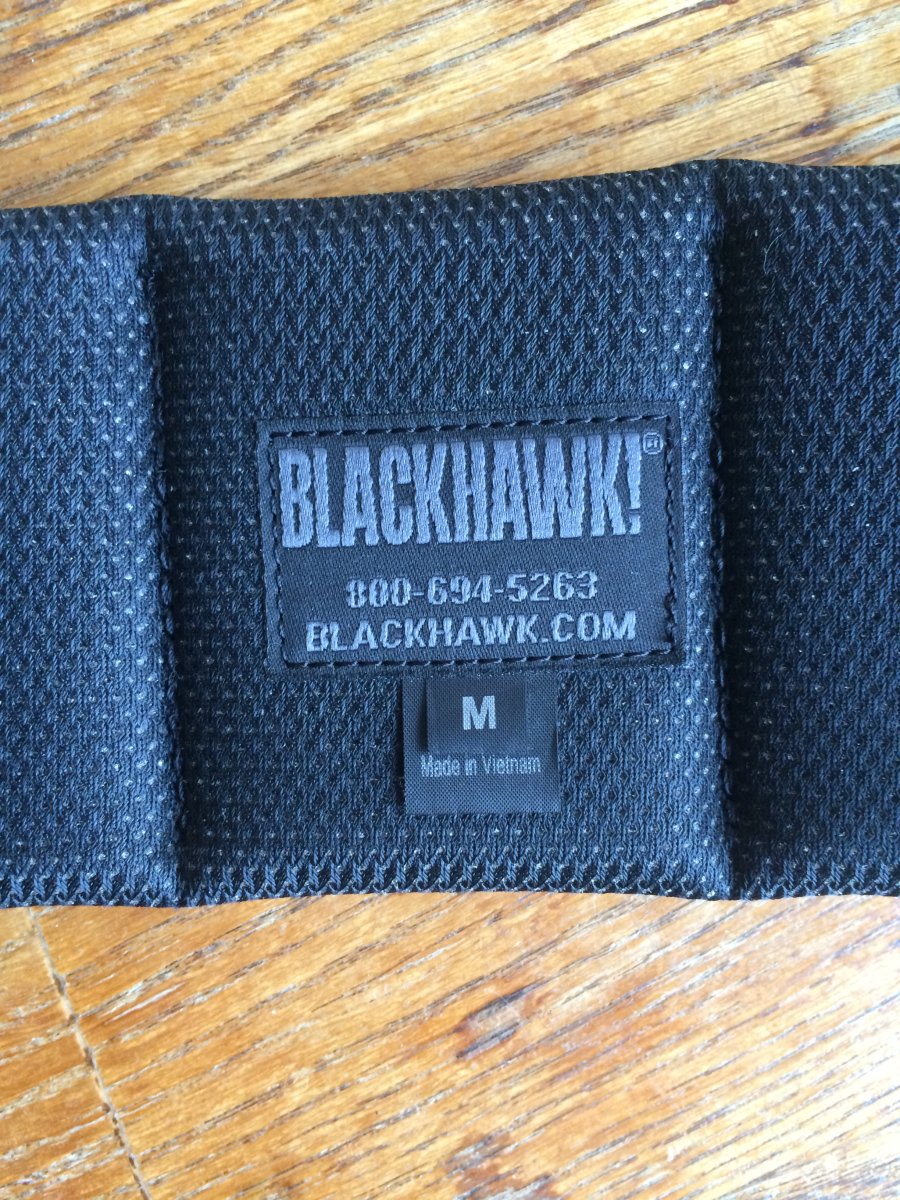 BLACKHAWK!®
800-694-5263
BLACKHAWK.COM
M
Made in Vietnam